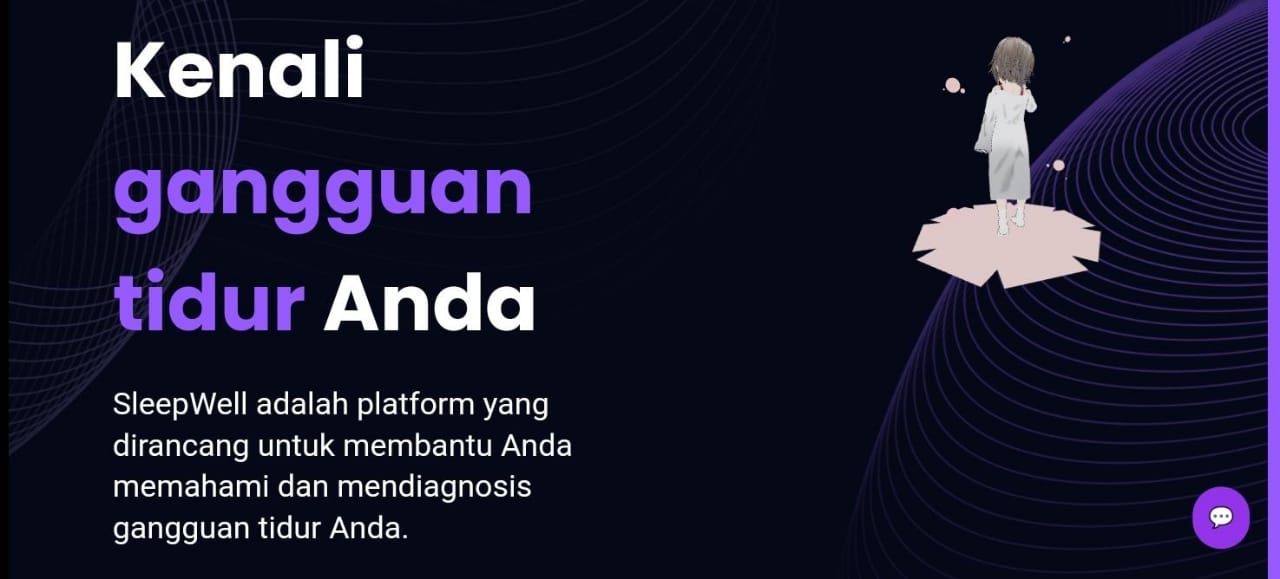 Kenali
gangguan
tidur Anda
SleepWell adalah platform yang
dirancang untuk membantu Anda
memahami dan mendiagnosis
gangguan tidur Anda.